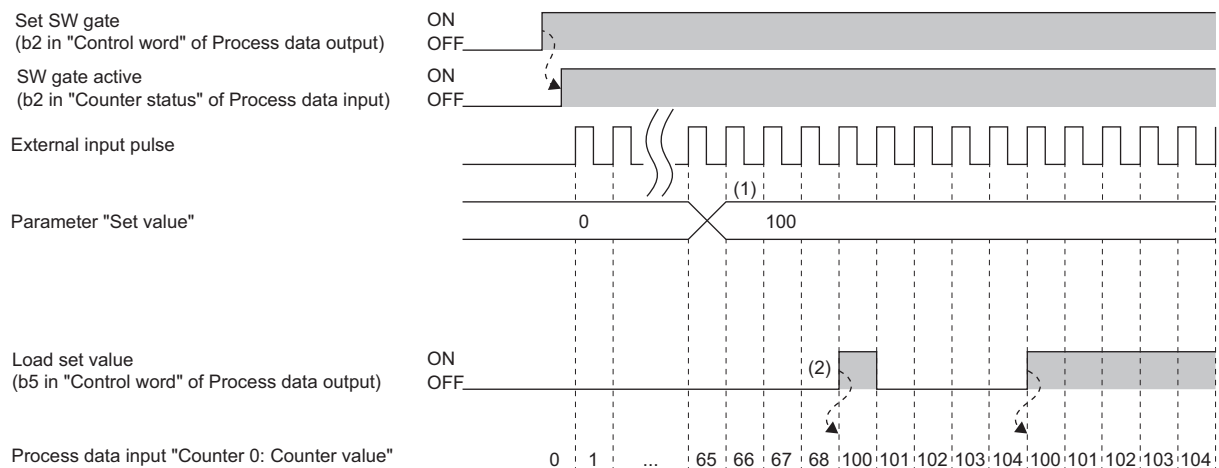 Set SW gate
(b2 in "Control word" of Process data output)
ON
OFF
SW gate active
(b2 in "Counter status" of Process data input)
ON
OFF
External input pulse
(1)
Parameter "Set value"
0
100
Load set value
(b5 in "Control word" of Process data output)
ON
OFF
(2)
Process data input "Counter 0: Counter value"
0 1 ... 65 66 67 68 100 101 102 103 104 100 101 102 103 104